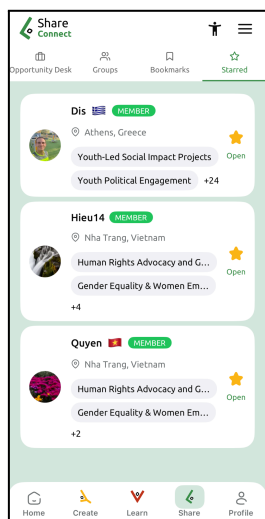 Share
Connect
Opportunity Desk
Groups
Bookmarks
Starred
Dis MEMBER
Athens, Greece
Youth-Led Social Impact Projects
Open
Youth Political Engagement +24
Hieu14 MEMBER
Nha Trang, Vietnam
Human Rights Advocacy and G...
Open
Gender Equality & Women Em...
+4
Quyen MEMBER
Nha Trang, Vietnam
Human Rights Advocacy and G...
Open
Gender Equality & Women Em...
+2
Home
Create
Learn
Share
Profile